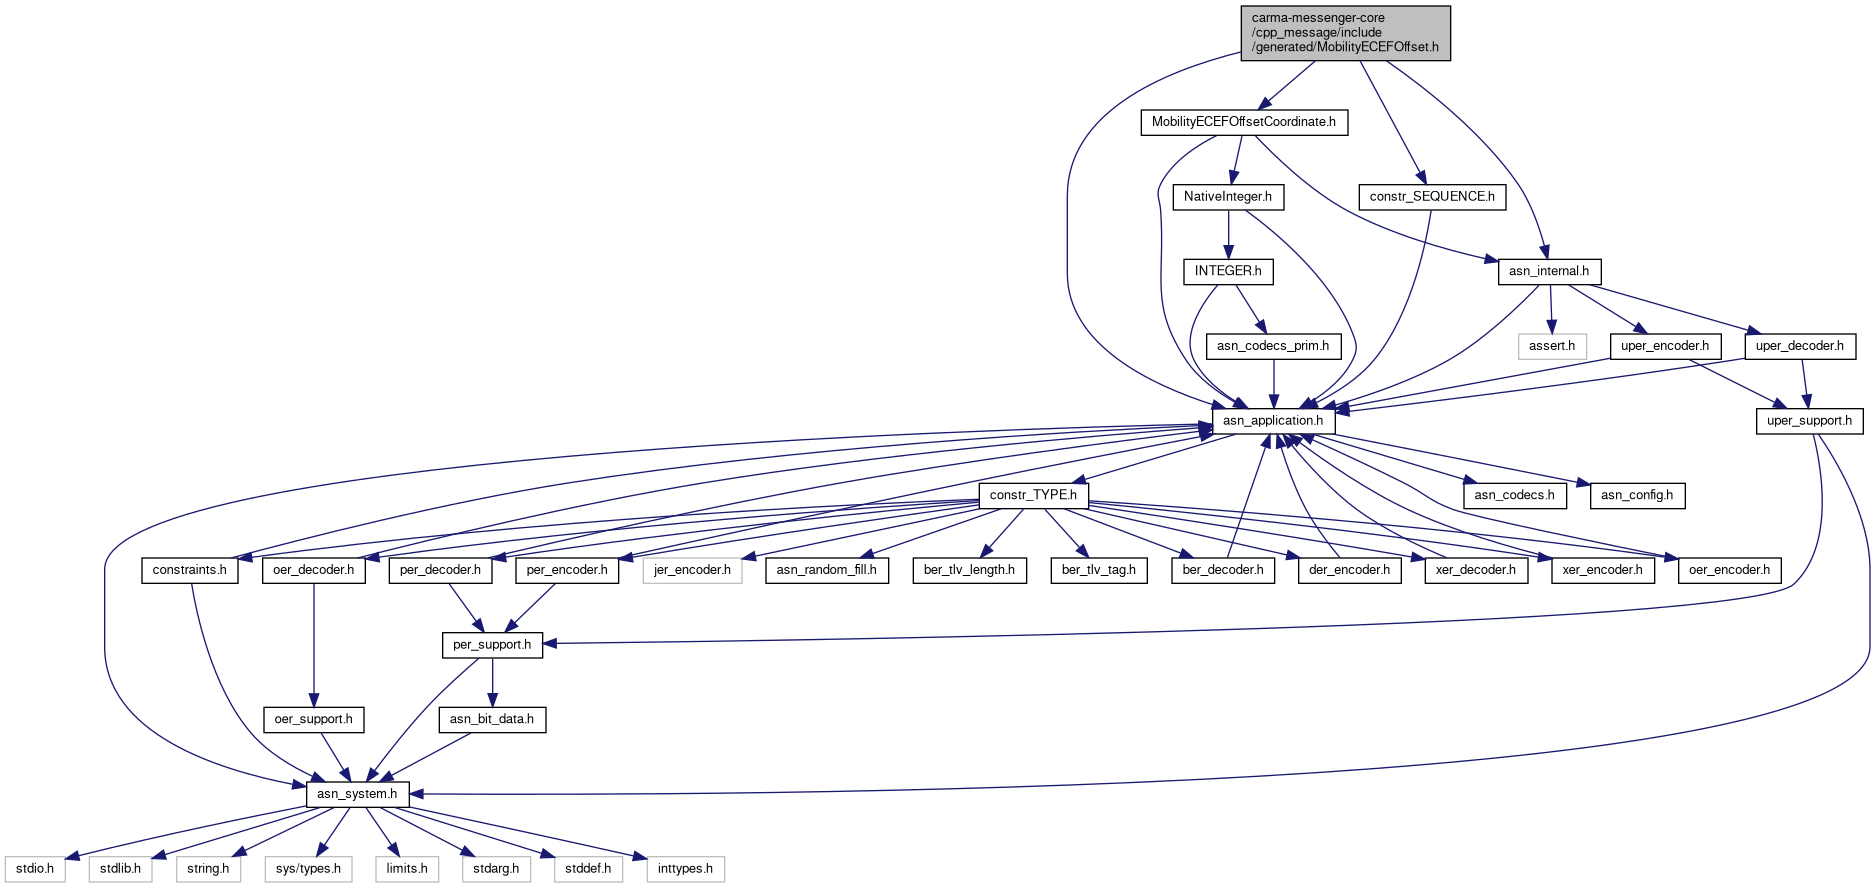 carma-messenger-core
/cpp_message/include
/generated/MobilityECEFOffset.h
MobilityECEFOffsetCoordinate.h
NativeInteger.h
constr_SEQUENCE.h
INTEGER.h
asn_internal.h
asn_codecs_prim.h
assert.h
uper_encoder.h
uper_decoder.h
asn_application.h
uper_support.h
constr_TYPE.h
asn_codecs.h
asn_config.h
constraints.h
oer_decoder.h
per_decoder.h
per_encoder.h
jer_encoder.h
asn_random_fill.h
ber_tlv_length.h
ber_tlv_tag.h
ber_decoder.h
der_encoder.h
xer_decoder.h
xer_encoder.h
oer_encoder.h
per_support.h
oer_support.h
asn_bit_data.h
asn_system.h
stdio.h
stdlib.h
string.h
sys/types.h
limits.h
stdarg.h
stddef.h
inttypes.h